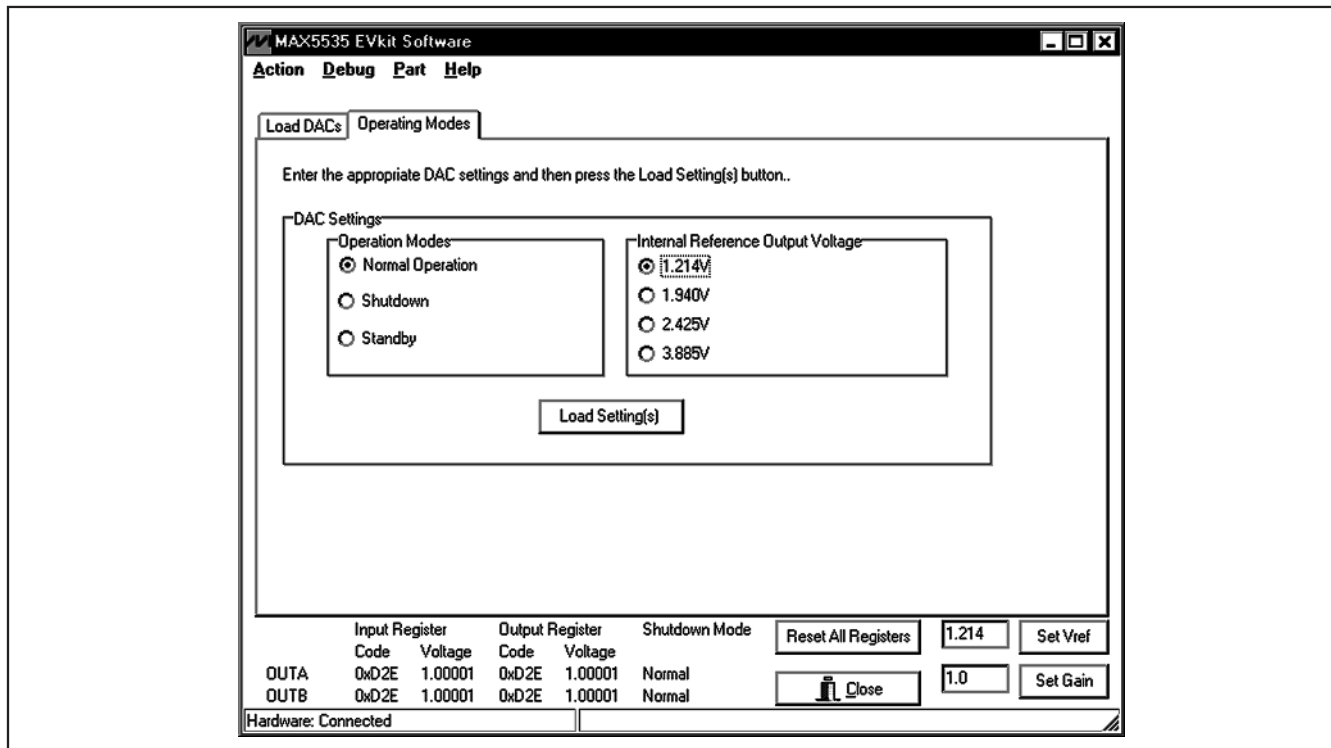 MAX5535 EVkit Software
Action Debug Part Help
Load DACs Operating Modes
Enter the appropriate DAC settings and then press the Load Setting(s) button..
DAC Settings
Operation Modes
Normal Operation
Shutdown
Standby
Internal Reference Output Voltage
1.214V
1.940V
2.425V
3.885V
Load Setting(s)
Input Register Output Register Shutdown Mode
Code Voltage Code Voltage
OUTA 0xD2E 1.00001 0xD2E 1.00001 Normal
OUTB 0xD2E 1.00001 0xD2E 1.00001 Normal
Reset All Registers 1.214 Set Vref
Close 1.0 Set Gain
Hardware: Connected